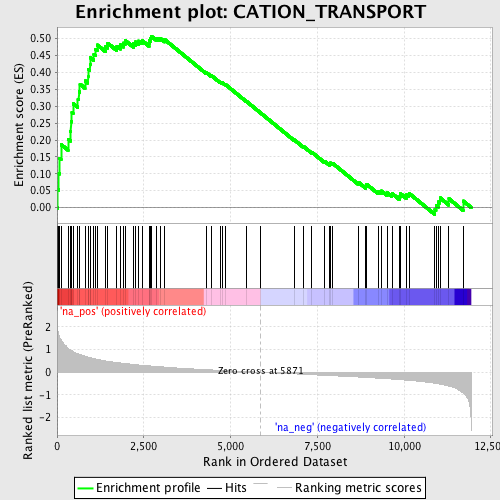 Enrichment plot: CATION_TRANSPORT
Enrichment score (ES)
0.50
0.45
0.40
0.35
0.30
0.25
0.20
0.15
0.10
0.05
0.00
'na_pos' (positively correlated)
Ranked list metric (PreRanked)
2
1
0
-1
-2
Zero cross at 5871
'na_neg' (negatively correlated)
0 2,500 5,000 7,500 10,000 12,500
Rank in Ordered Dataset
Enrichment profile Hits Ranking metric scores